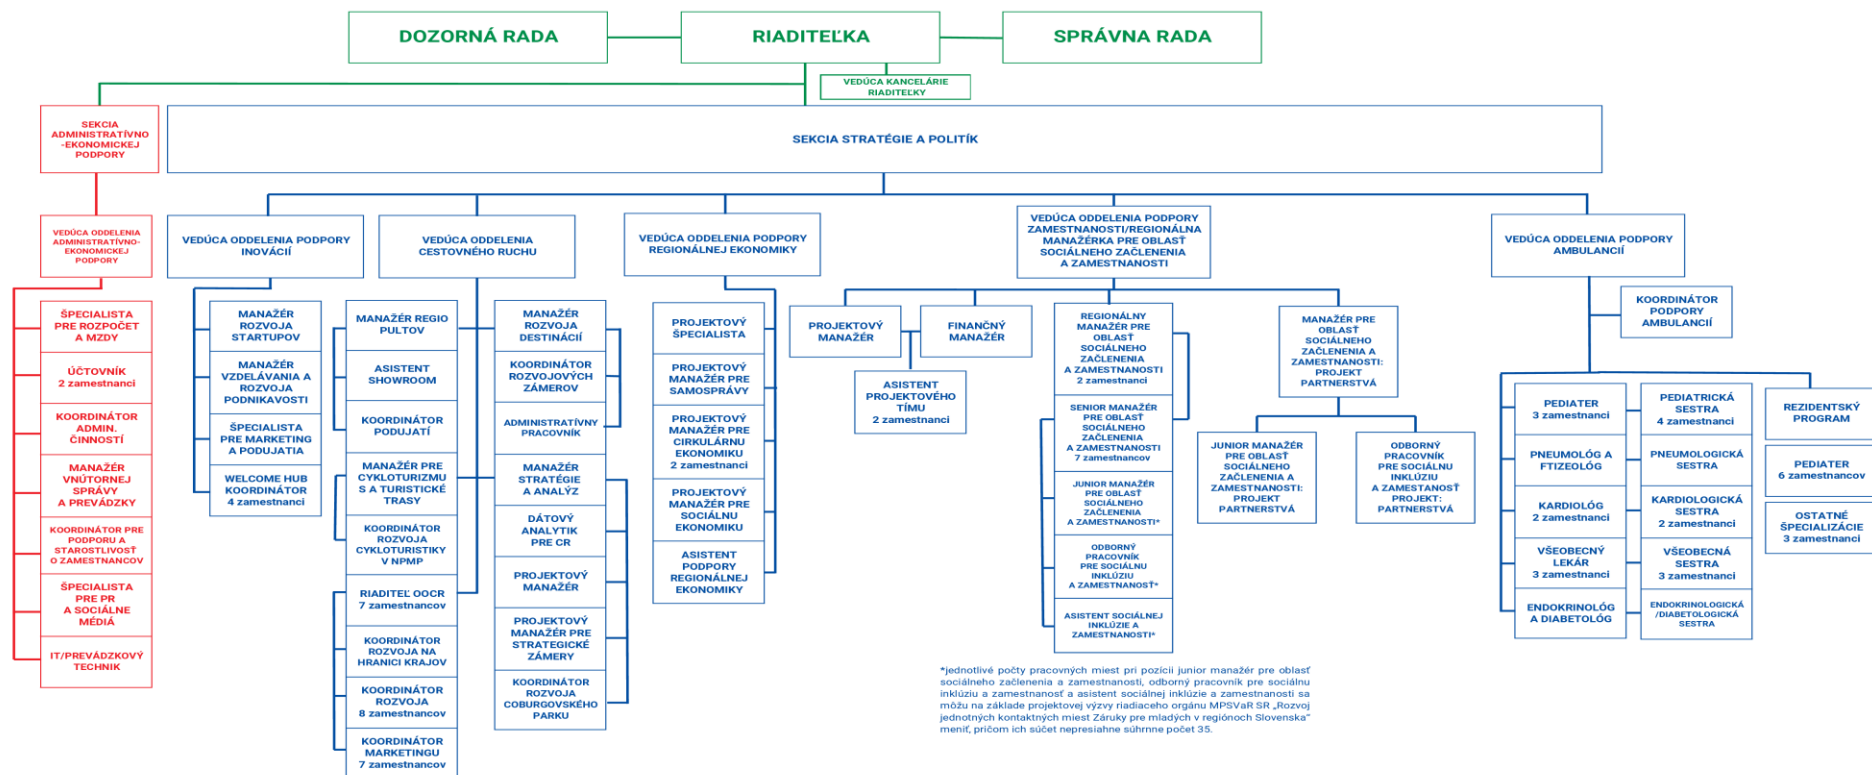 DOZORNÁ RADA
RIADITEĽKA
SPRÁVNA RADA
VEDÚCA KANCELÁRIE
RIADITEĽKY
SEKCIA
ADMINISTRATÍVNO
-EKONOMICKEJ
PODPORY
SEKCIA STRATÉGIE A POLITÍK
VEDÚCA ODDELENIA
ADMINISTRATÍVNO-
EKONOMICKEJ
PODPORY
VEDÚCA ODDELENIA PODPORY
INOVÁCIÍ
VEDÚCA ODDELENIA
CESTOVNÉHO RUCHU
VEDÚCA ODDELENIA PODPORY
REGIONÁLNEJ EKONOMIKY
VEDÚCA ODDELENIA PODPORY
ZAMESTNANOSTI/REGIONÁLNA
MANAŽÉRKA PRE OBLASŤ
SOCIÁLNEHO ZAČLENENIA
A ZAMESTNANOSTI
VEDÚCA ODDELENIA PODPORY
AMBULANCIÍ
ŠPECIALISTA
PRE ROZPOČET
A MZDY
ÚČTOVNÍK
2 zamestnanci
KOORDINÁTOR
ADMIN.
ČINNOSTÍ
MANAŽÉR
VNÚTORNEJ
SPRÁVY
A PREVÁDZKY
KOORDINÁTOR PRE
PODPORU A
STAROSTLIVOSŤ
O ZAMESTNANCOV
ŠPECIALISTA
PRE PR
A SOCIÁLNE
MÉDIÁ
IT/PREVÁDZKOVÝ
TECHNIK
MANAŽÉR
ROZVOJA
STARTUPOV
MANAŽÉR
VZDELÁVANIA A
ROZVOJA
PODNIKAVOSTI
ŠPECIALISTA
PRE MARKETING
A PODUJATIA
WELCOME HUB
KOORDINÁTOR
4 zamestnanci
MANAŽÉR REGIO
PULTOV
ASISTENT
SHOWROOM
KOORDINÁTOR
PODUJATÍ
MANAŽÉR PRE
CYKLOTURIZMU
S A TURISTICKÉ
TRASY
KOORDINÁTOR
ROZVOJA
CYKLOTURISTIKY
V NPMP
RIADITEĽ OOCR
7 zamestnancov
KOORDINÁTOR
ROZVOJA NA
HRANICI KRAJOV
KOORDINÁTOR
ROZVOJA
8 zamestnancov
KOORDINÁTOR
MARKETINGU
7 zamestnancov
MANAŽÉR
ROZVOJA
DESTINÁCIÍ
KOORDINÁTOR
ROZVOJOVÝCH
ZÁMEROV
ADMINISTRATÍVNY
PRACOVNÍK
MANAŽÉR
STRATÉGIE
A ANALÝZ
DÁTOVÝ
ANALYTIK
PRE CR
PROJEKTOVÝ
MANAŽÉR
PROJEKTOVÝ
MANAŽÉR PRE
STRATEGICKÉ
ZÁMERY
KOORDINÁTOR
ROZVOJA
COBURGOVSKÉHO
PARKU
PROJEKTOVÝ
ŠPECIALISTA
PROJEKTOVÝ
MANAŽÉR PRE
SAMOSPRÁVY
PROJEKTOVÝ
MANAŽÉR PRE
CIRKULÁRNU
EKONOMIKU
2 zamestnanci
PROJEKTOVÝ
MANAŽÉR PRE
SOCIÁLNU
EKONOMIKU
ASISTENT
PODPORY
REGIONÁLNEJ
EKONOMIKY
PROJEKTOVÝ
MANAŽÉR
FINANČNÝ
MANAŽÉR
ASISTENT
PROJEKTOVÉHO
TÍMU
2 zamestnanci
REGIONÁLNY
MANAŽÉR PRE
OBLASŤ
SOCIÁLNEHO
ZAČLENENIA
A ZAMESTNANOSTI
2 zamestnanci
SENIOR MANAŽÉR
PRE OBLASŤ
SOCIÁLNEHO
ZAČLENENIA
A ZAMESTNANOSTI
7 zamestnancov
JUNIOR MANAŽÉR
PRE OBLASŤ
SOCIÁLNEHO
ZAČLENENIA
A ZAMESTNANOSTI*
ODBORNÝ
PRACOVNÍK
PRE SOCIÁLNU
INKLÚZIU
A ZAMESTNANOSŤ*
ASISTENT SOCIÁLNEJ
INKLÚZIE A
ZAMESTNANOSTI*
MANAŽÉR PRE
OBLASŤ
SOCIÁLNEHO
ZAČLENENIA A
ZAMESTNANOSTI:
PROJEKT
PARTNERSTVÁ
JUNIOR MANAŽÉR
PRE OBLASŤ
SOCIÁLNEHO
ZAČLENENIA A
ZAMESTNANOSTI:
PROJEKT
PARTNERSTVÁ
ODBORNÝ
PRACOVNÍK
PRE SOCIÁLNU
INKLÚZIU
A ZAMESTANOSŤ
PROJEKT:
PARTNERSTVÁ
KOORDINÁTOR
PODPORY
AMBULANCIÍ
PEDIATER
3 zamestnanci
PNEUMOLÓG A
FTIZEOLÓG
KARDIOLÓG
2 zamestnanci
VŠEOBECNÝ
LEKÁR
3 zamestnanci
ENDOKRINOLÓG
A DIABETOLÓG
PEDIATRICKÁ
SESTRA
4 zamestnanci
PNEUMOLOGICKÁ
SESTRA
KARDIOLOGICKÁ
SESTRA
2 zamestnanci
VŠEOBECNÁ
SESTRA
3 zamestnanci
ENDOKRINOLOGICKÁ
/DIABETOLOGICKÁ
SESTRA
REZIDENTSKÝ
PROGRAM
PEDIATER
6 zamestnancov
OSTATNÉ
ŠPECIALIZÁCIE
3 zamestnanci
*jednotlivé počty pracovných miest pri pozícii junior manažér pre oblasť
sociálneho začlenenia a zamestnanosti, odborný pracovník pre sociálnu
inklúziu a zamestnanosť a asistent sociálnej inklúzie a zamestnanosti sa
môžu na základe projektovej výzvy riadiaceho orgánu MPSVaR SR „Rozvoj
jednotných kontaktných miest Záruky pre mladých v regiónoch Slovenska"
meniť, pričom ich súčet nepresiahne súhrnne počet 35.